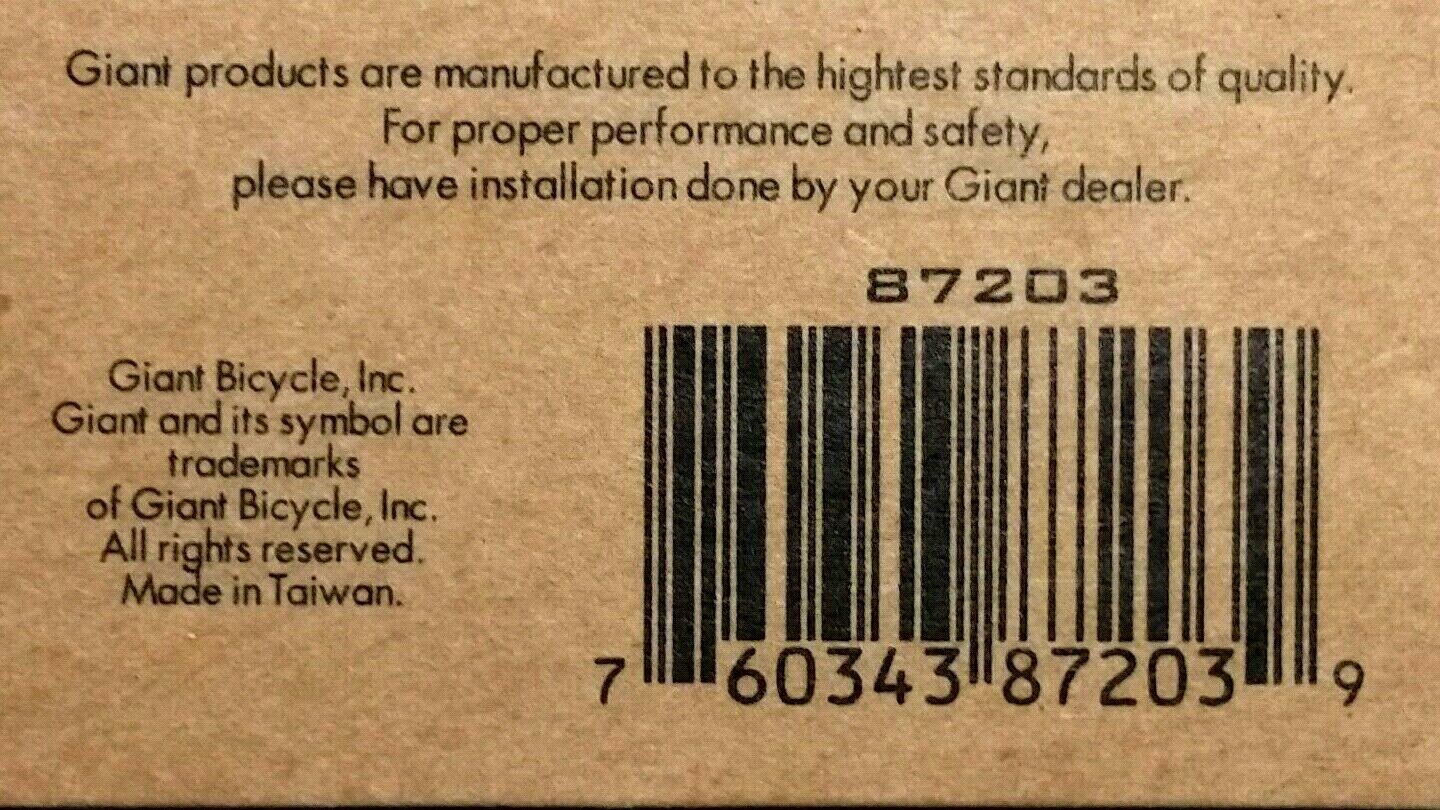 Giant products are manufactured to the hightest standards of quality.
For proper performance and safety,
please have installation done by your Giant dealer.
87203
Giant Bicycle, Inc.
Giant and its symbol are
trademarks
of Giant Bicycle, Inc.
All rights reserved.
Made in Taiwan.
7 60343 87203 9